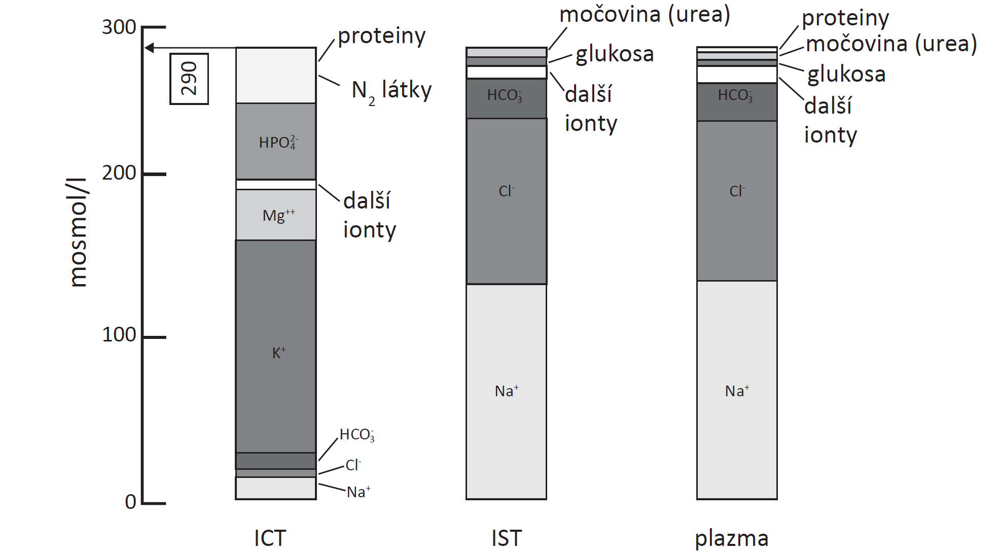 mosmol/l
300
200
100
0
290
proteiny
N₂ látky
HPO₄²⁻
další
ionty
Mg⁺⁺
K⁺
HCO₃⁻
Cl⁻
Na⁺
ICT
močovina (urea)
glukosa
další
ionty
HCO₃⁻
Cl⁻
Na⁺
IST
proteiny
močovina (urea)
glukosa
další
ionty
HCO₃⁻
Cl⁻
Na⁺
plazma